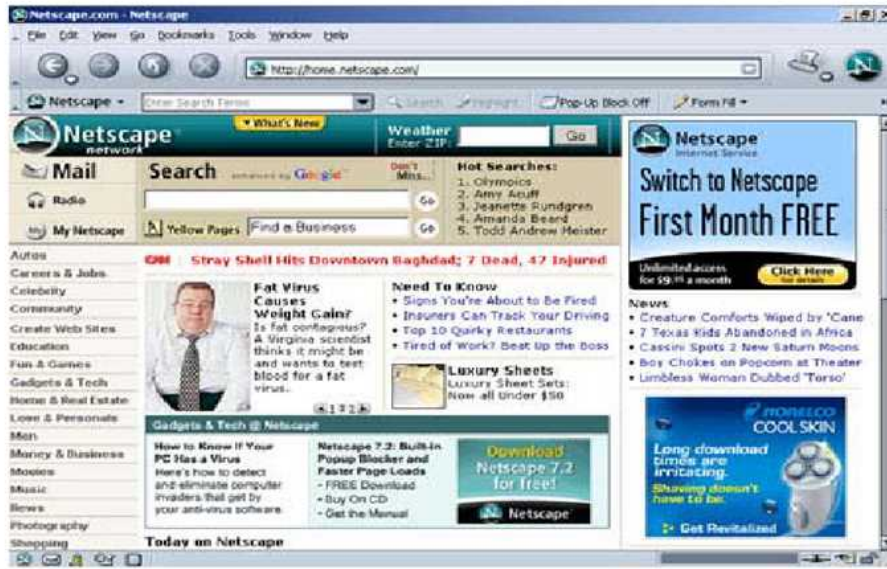 Netscape.com - Netscape
File Edit View Go Bookmarks Tools Window Help
http://home.netscape.com/
Netscape
Enter Search Terms
Search
Highlight
Pop-Up Block Off
Form Fill
Netscape
network
What's New
Weather
Enter ZIP:
Go
Mail
Radio
My Netscape
Search enhanced by Google
Don't
Miss...
Go
Yellow Pages
Find a Business
Go
Hot Searches:
1. Olympics
2. Amy Acuff
3. Jeanette Rundgren
4. Amanda Beard
5. Todd Andrew Meister
Autos
Careers & Jobs
Celebrity
Community
Create Web Sites
Education
Fun & Games
Gadgets & Tech
Home & Real Estate
Love & Personals
Men
Money & Business
Movies
Music
News
Photography
Shopping
CNN Stray Shell Hits Downtown Baghdad; 7 Dead, 47 Injured
Fat Virus
Causes
Weight Gain?
Is fat contagious?
A Virginia scientist
thinks it might be
and wants to test
blood for a fat
virus.
1 2
Need To Know
• Signs You're About to Be Fired
• Insurers Can Track Your Driving
• Top 10 Quirky Restaurants
• Tired of Work? Beat Up the Boss
Luxury Sheets
Luxury Sheet Sets:
Now all Under $50
Gadgets & Tech @ Netscape
How to Know If Your
PC Has a Virus
Here's how to detect
and eliminate computer
invaders that get by
your anti-virus software.
Netscape 7.2: Built-in
Popup Blocker and
Faster Page Loads
- FREE Download
- Buy On CD
- Get the Manual
Download
Netscape 7.2
for free!
Netscape
Today on Netscape
Netscape
Internet Service
Switch to Netscape
First Month FREE
Unlimited access
for $9.95 a month
Click Here
for details
News
• Creature Comforts Wiped by 'Cane
• 7 Texas Kids Abandoned in Africa
• Cassini Spots 2 New Saturn Moons
• Boy Chokes on Popcorn at Theater
• Limbless Woman Dubbed 'Torso'
NORELCO
COOL SKIN
Long download
times are
irritating.
Shaving doesn't
have to be.
Get Revitalized